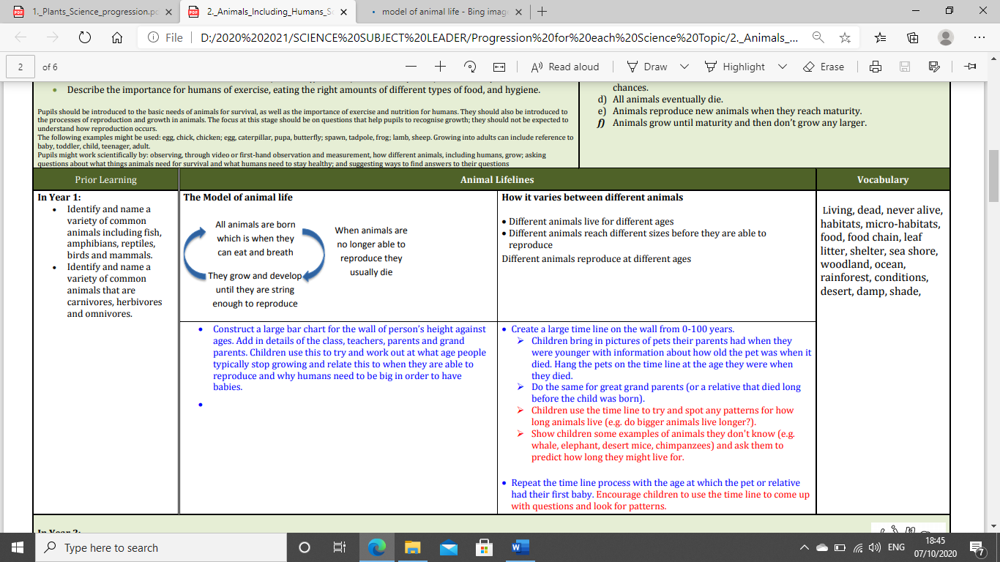 1._Plants_Science_progression.pd
2._Animals_Including_Humans_Sc
model of animal life - Bing imag
File
D:/2020%202021/SCIENCE%20SUBJECT%20LEADER/Progression%20for%20each%20Science%20Topic/2._Animals_...
2
of 6
Read aloud
Draw
Highlight
Erase
• Describe the importance for humans of exercise, eating the right amounts of different types of food, and hygiene.
Pupils should be introduced to the basic needs of animals for survival, as well as the importance of exercise and nutrition for humans. They should also be introduced to
the processes of reproduction and growth in animals. The focus at this stage should be on questions that help pupils to recognise growth; they should not be expected to
understand how reproduction occurs.
The following examples might be used: egg, chick, chicken; egg, caterpillar, pupa, butterfly; spawn, tadpole, frog; lamb, sheep. Growing into adults can include reference to
baby, toddler, child, teenager, adult.
Pupils might work scientifically by: observing, through video or first-hand observation and measurement, how different animals, including humans, grow; asking
questions about what things animals need for survival and what humans need to stay healthy; and suggesting ways to find answers to their questions
chances.
d) All animals eventually die.
e) Animals reproduce new animals when they reach maturity.
f) Animals grow until maturity and then don't grow any larger.
Prior Learning
Animal Lifelines
Vocabulary
In Year 1:
• Identify and name a
variety of common
animals including fish,
amphibians, reptiles,
birds and mammals.
• Identify and name a
variety of common
animals that are
carnivores, herbivores
and omnivores.
The Model of animal life
All animals are born
which is when they
can eat and breath
They grow and develop
until they are string
enough to reproduce
When animals are
no longer able to
reproduce they
usually die
How it varies between different animals
• Different animals live for different ages
• Different animals reach different sizes before they are able to
reproduce
Different animals reproduce at different ages
Living, dead, never alive,
habitats, micro-habitats,
food, food chain, leaf
litter, shelter, sea shore,
woodland, ocean,
rainforest, conditions,
desert, damp, shade,
• Construct a large bar chart for the wall of person's height against
ages. Add in details of the class, teachers, parents and grand
parents. Children use this to try and work out at what age people
typically stop growing and relate this to when they are able to
reproduce and why humans need to be big in order to have
babies.
•
• Create a large time line on the wall from 0-100 years.
➢ Children bring in pictures of pets their parents had when they
were younger with information about how old the pet was when it
died. Hang the pets on the time line at the age they were when
they died.
➢ Do the same for great grand parents (or a relative that died long
before the child was born).
➢ Children use the time line to try and spot any patterns for how
long animals live (e.g. do bigger animals live longer?).
➢ Show children some examples of animals they don't know (e.g.
whale, elephant, desert mice, chimpanzees) and ask them to
predict how long they might live for.
• Repeat the time line process with the age at which the pet or relative
had their first baby. Encourage children to use the time line to come up
with questions and look for patterns.
Type here to search
ENG
18:45
07/10/2020
7